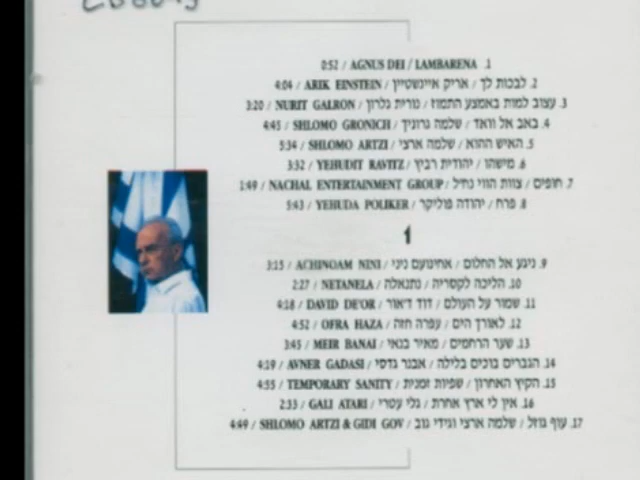 1. AGNUS DEI / LAMBARENA / 0:52
2. לבכות לך / אריק איינשטיין / ARIK EINSTEIN / 4:04
3. עצוב למות באמצע התמוז / נורית גלרון / NURIT GALRON / 3:20
4. באב אל וואד / שלמה גרוניך / SHLOMO GRONICH / 4:45
5. האיש ההוא / שלמה ארצי / SHLOMO ARTZI / 5:34
6. מישהו / יהודית רביץ / YEHUDIT RAVITZ / 3:32
7. חופים / צוות הווי נח״ל / NACHAL ENTERTAINMENT GROUP / 1:49
8. פרח / יהודה פוליקר / YEHUDA POLIKER / 5:43
1
9. ניגע אל החלום / אחינועם ניני / ACHINOAM NINI / 3:15
10. הליכה לקסריה / נתנאלה / NETANELA / 2:27
11. שמור על העולם / דוד ד׳אור / DAVID DE'OR / 4:18
12. לאורך הים / עפרה חזה / OFRA HAZA / 4:52
13. שער הרחמים / מאיר בנאי / MEIR BANAI / 3:45
14. הגברים בוכים בלילה / אבנר גדסי / AVNER GADASI / 4:19
15. הקיץ האחרון / שפיות זמנית / TEMPORARY SANITY / 4:55
16. אין לי ארץ אחרת / גלי עטרי / GALI ATARI / 2:33
17. עוף גוזל / שלמה ארצי וגידי גוב / SHLOMO ARTZI & GIDI GOV / 4:49